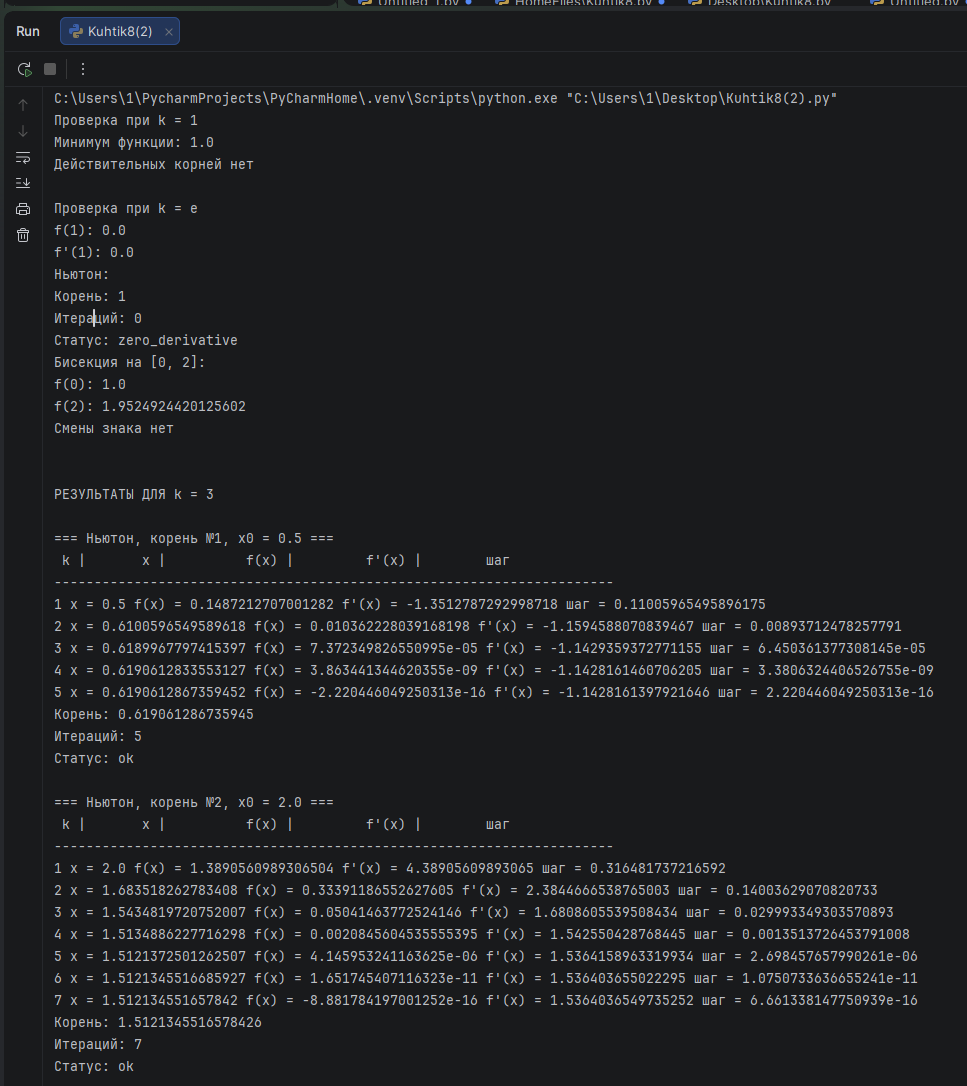 Untitled_1.py HomeFiles\Kuhtik8.py Desktop\Kuhtik8.py Untitled.py
Run Kuhtik8(2)
C:\Users\1\PycharmProjects\PyCharmHome\.venv\Scripts\python.exe "C:\Users\1\Desktop\Kuhtik8(2).py"
Проверка при k = 1
Минимум функции: 1.0
Действительных корней нет
Проверка при k = e
f(1): 0.0
f'(1): 0.0
Ньютон:
Корень: 1
Итераций: 0
Статус: zero_derivative
Бисекция на [0, 2]:
f(0): 1.0
f(2): 1.9524924420125602
Смены знака нет
РЕЗУЛЬТАТЫ ДЛЯ k = 3
=== Ньютон, корень №1, x0 = 0.5 ===
k | x | f(x) | f'(x) | шаг
----------------------------------------------------------------------
1 x = 0.5 f(x) = 0.1487212707001282 f'(x) = -1.3512787292998718 шаг = 0.11005965495896175
2 x = 0.6100596549589618 f(x) = 0.010362228039168198 f'(x) = -1.1594588070839467 шаг = 0.00893712478257791
3 x = 0.6189967797415397 f(x) = 7.372349826550995e-05 f'(x) = -1.1429359372771155 шаг = 6.450361377308145e-05
4 x = 0.6190612833553127 f(x) = 3.863441344620355e-09 f'(x) = -1.1428161460706205 шаг = 3.3806324406526755e-09
5 x = 0.6190612867359452 f(x) = -2.220446049250313e-16 f'(x) = -1.1428161397921646 шаг = 2.220446049250313e-16
Корень: 0.619061286735945
Итераций: 5
Статус: ok
=== Ньютон, корень №2, x0 = 2.0 ===
k | x | f(x) | f'(x) | шаг
----------------------------------------------------------------------
1 x = 2.0 f(x) = 1.3890560989306504 f'(x) = 4.38905609893065 шаг = 0.316481737216592
2 x = 1.683518262783408 f(x) = 0.33391186552627605 f'(x) = 2.3844666538765003 шаг = 0.14003629070820733
3 x = 1.5434819720752007 f(x) = 0.05041463772524146 f'(x) = 1.6808605539508434 шаг = 0.029993349303570893
4 x = 1.5134886227716298 f(x) = 0.0020845604535555395 f'(x) = 1.542550428768445 шаг = 0.0013513726453791008
5 x = 1.5121372501262507 f(x) = 4.145953241163625e-06 f'(x) = 1.5364158963319934 шаг = 2.698457657990261e-06
6 x = 1.5121345516685927 f(x) = 1.651745407116323e-11 f'(x) = 1.536403655022295 шаг = 1.0750733636655241e-11
7 x = 1.512134551657842 f(x) = -8.881784197001252e-16 f'(x) = 1.5364036549735252 шаг = 6.661338147750939e-16
Корень: 1.5121345516578426
Итераций: 7
Статус: ok